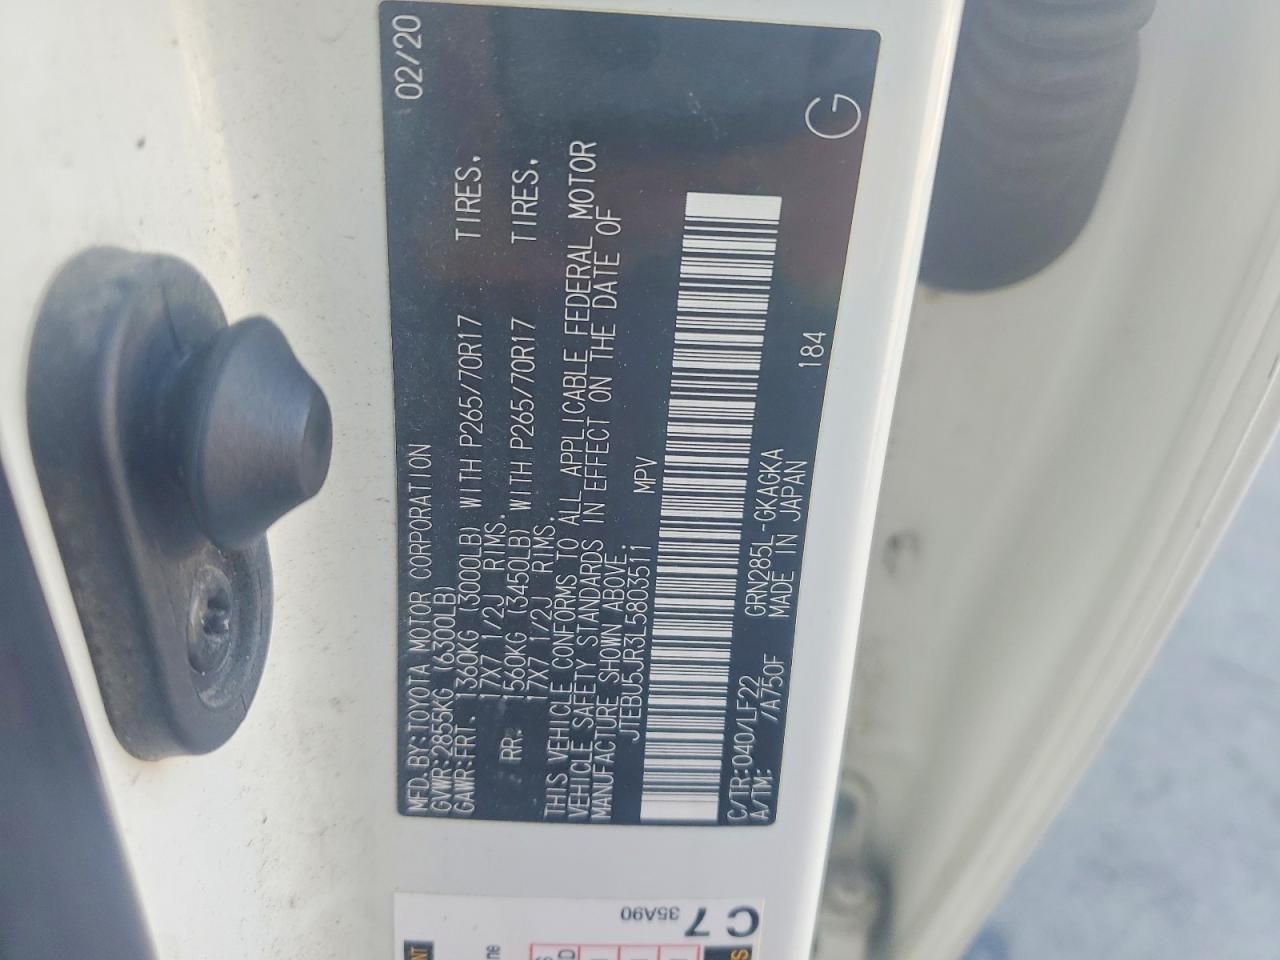 MFD. BY: TOYOTA MOTOR CORPORATION 02/20
GVWR: 2855KG (6300LB)
GAWR: FRT. 1360KG (3000LB) WITH P265/70R17 TIRES.
17X7 1/2J RIMS.
RR. 1560KG (3450LB) WITH P265/70R17 TIRES.
17X7 1/2J RIMS.
THIS VEHICLE CONFORMS TO ALL APPLICABLE FEDERAL MOTOR
VEHICLE SAFETY STANDARDS IN EFFECT ON THE DATE OF
MANUFACTURE SHOWN ABOVE.
JTEBU5JR3L5803511 MPV
C/TR: 040/LF22 GRN285L-GKAGKA
A/TM: /A750F MADE IN JAPAN 184 G
C 7
35A90